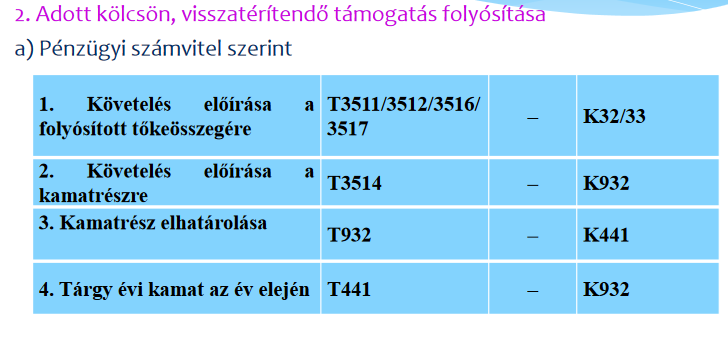 2. Adott kölcsön, visszatérítendő támogatás folyósítása
a) Pénzügyi számvitel szerint
1. Követelés előírása a T3511/3512/3516/
folyósított tőkeösszegére 3517 – K32/33
2. Követelés előírása a
kamatrészre T3514 – K932
3. Kamatrész elhatárolása
T932 – K441
4. Tárgy évi kamat az év elején T441 – K932